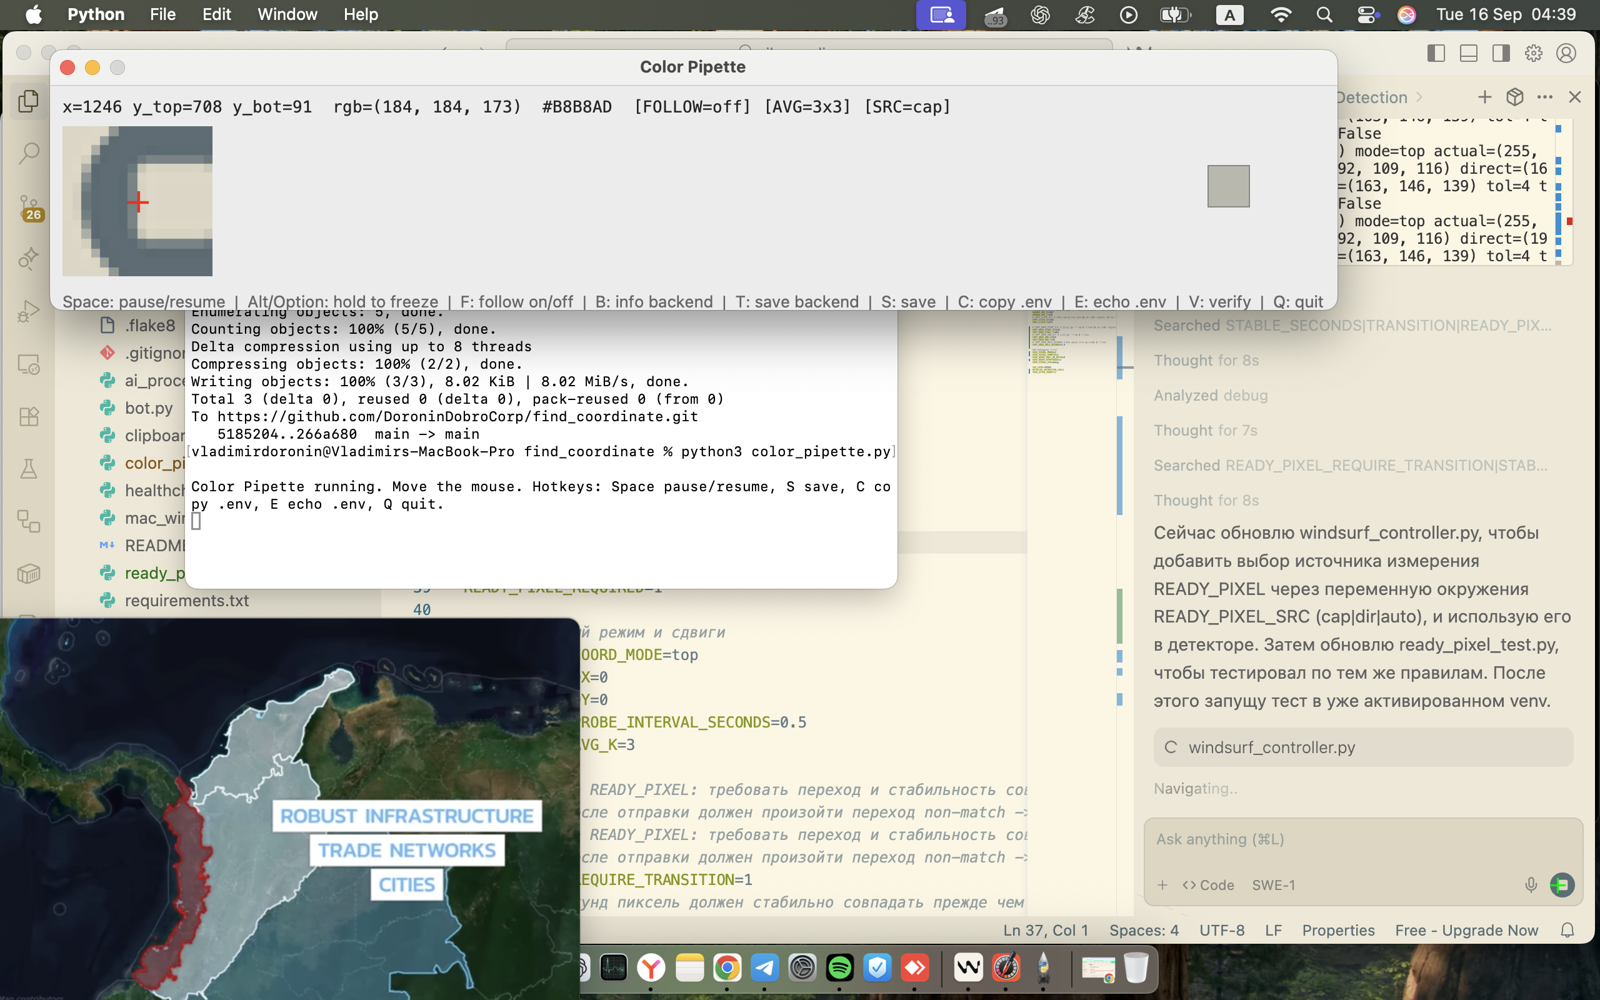 Python File Edit Window Help
.93
A
Tue 16 Sep 04:39
Color Pipette
x=1246 y_top=708 y_bot=91 rgb=(184, 184, 173) #B8B8AD [FOLLOW=off] [AVG=3x3] [SRC=cap]
Space: pause/resume | Alt/Option: hold to freeze | F: follow on/off | B: info backend | T: save backend | S: save | C: copy .env | E: echo .env | V: verify | Q: quit
Detection
False
) mode=top actual=(255,
92, 109, 116) direct=(16
=(163, 146, 139) tol=4 t
False
) mode=top actual=(255,
92, 109, 116) direct=(19
=(163, 146, 139) tol=4 t
26
.flake8
.gitignor
ai_proce
bot.py
clipboar
color_pi
healthch
mac_wi
README
ready_p
requirements.txt
Enumerating objects: 5, done.
Counting objects: 100% (5/5), done.
Delta compression using up to 8 threads
Compressing objects: 100% (2/2), done.
Writing objects: 100% (3/3), 8.02 KiB | 8.02 MiB/s, done.
Total 3 (delta 0), reused 0 (delta 0), pack-reused 0 (from 0)
To https://github.com/DoroninDobroCorp/find_coordinate.git
5185204..266a680 main -> main
[vladimirdoronin@Vladimirs-MacBook-Pro find_coordinate % python3 color_pipette.py]
Color Pipette running. Move the mouse. Hotkeys: Space pause/resume, S save, C co
py .env, E echo .env, Q quit.
39 READY_PIXEL_REQUIRED=1
40
й режим и сдвиги
OORD_MODE=top
X=0
Y=0
ROBE_INTERVAL_SECONDS=0.5
VG_K=3
READY_PIXEL: требовать переход и стабильность со
сле отправки должен произойти переход non-match -
READY_PIXEL: требовать переход и стабильность со
сле отправки должен произойти переход non-match -
EQUIRE_TRANSITION=1
унд пиксель должен стабильно совпадать прежде чем
Searched STABLE_SECONDS|TRANSITION|READY_PIX...
Thought for 8s
Analyzed debug
Thought for 7s
Searched READY_PIXEL_REQUIRE_TRANSITION|STAB...
Thought for 8s
Сейчас обновлю windsurf_controller.py, чтобы
добавить выбор источника измерения
READY_PIXEL через переменную окружения
READY_PIXEL_SRC (cap|dir|auto), и использую его
в детекторе. Затем обновлю ready_pixel_test.py,
чтобы тестировал по тем же правилам. После
этого запущу тест в уже активированном venv.
windsurf_controller.py
Navigating..
Ask anything (⌘L)
+ <> Code SWE-1
Ln 37, Col 1 Spaces: 4 UTF-8 LF Properties Free - Upgrade Now
ROBUST INFRASTRUCTURE
TRADE NETWORKS
CITIES